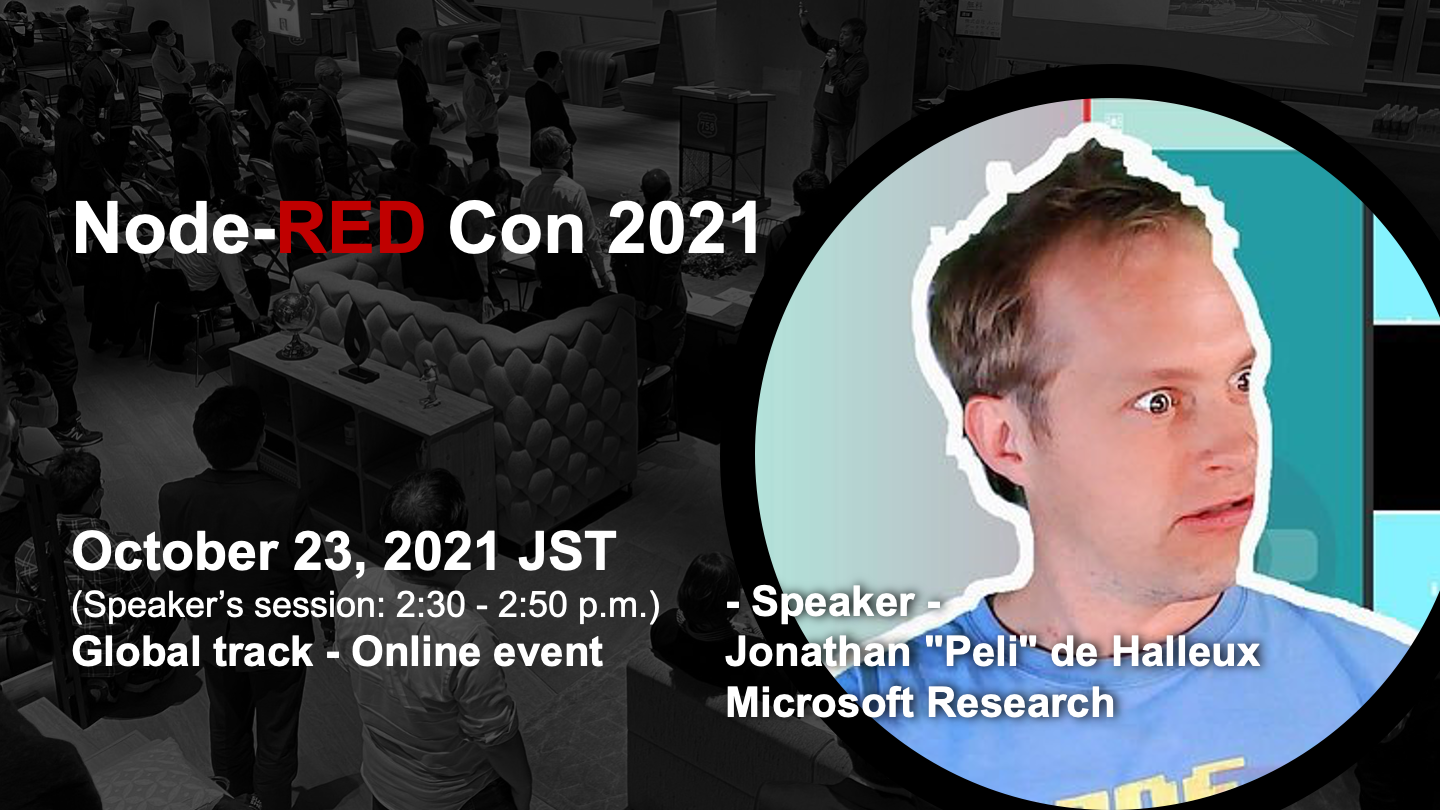 Node-RED Con 2021
October 23, 2021 JST
(Speaker’s session: 2:30 - 2:50 p.m.)
Global track - Online event
- Speaker -
Jonathan "Peli" de Halleux
Microsoft Research